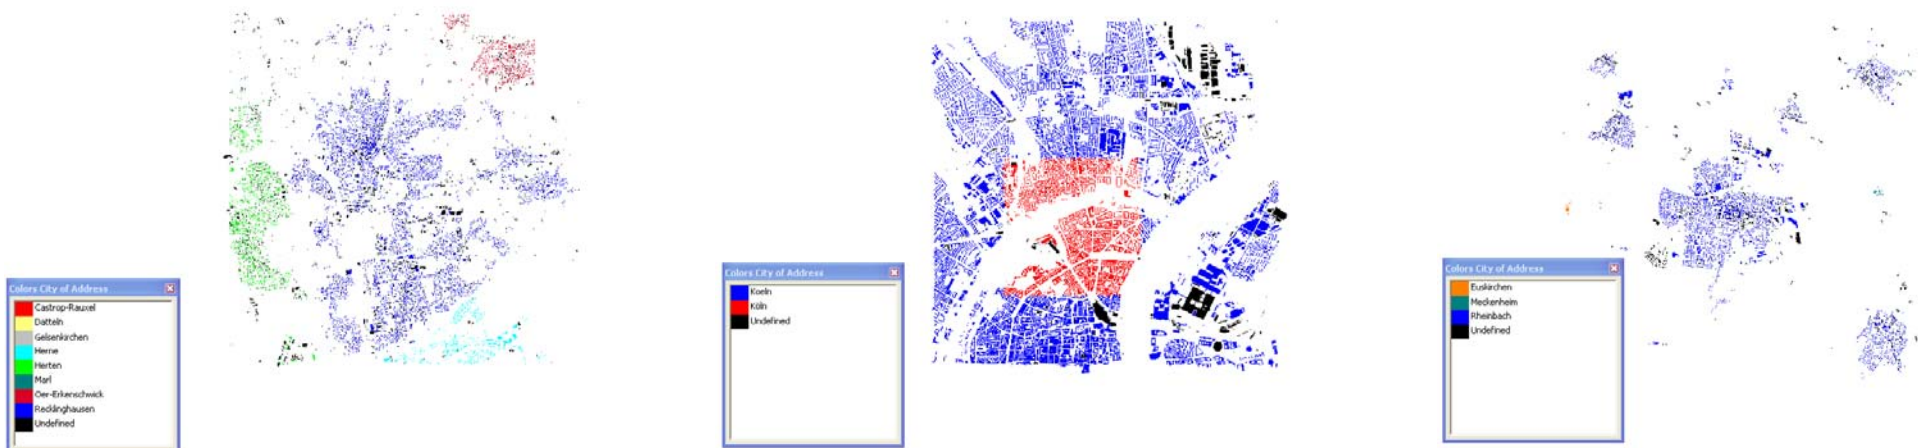 Colors City of Address
Castrop-Rauxel
Datteln
Gelsenkirchen
Herne
Herten
Marl
Oer-Erkenschwick
Recklinghausen
Undefined
Colors City of Address
Koeln
Köln
Undefined
Colors City of Address
Euskirchen
Meckenheim
Rheinbach
Undefined